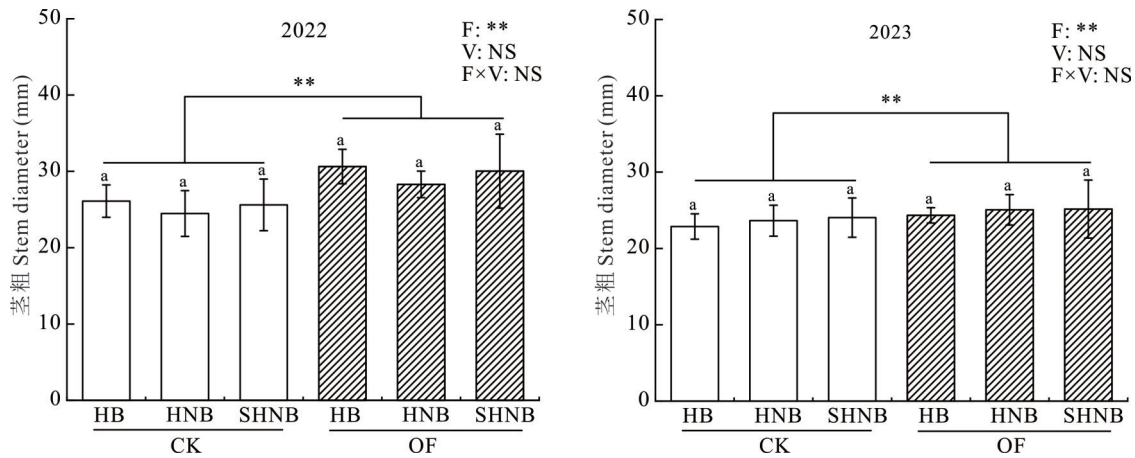 50
40
30
20
10
0
茎粗 Stem diameter (mm)
2022
F: **
V: NS
F×V: NS
**
a
a
a
a
a
a
HB
HNB
SHNB
HB
HNB
SHNB
CK
OF
50
40
30
20
10
0
茎粗 Stem diameter (mm)
2023
F: **
V: NS
F×V: NS
**
a
a
a
a
a
a
HB
HNB
SHNB
HB
HNB
SHNB
CK
OF